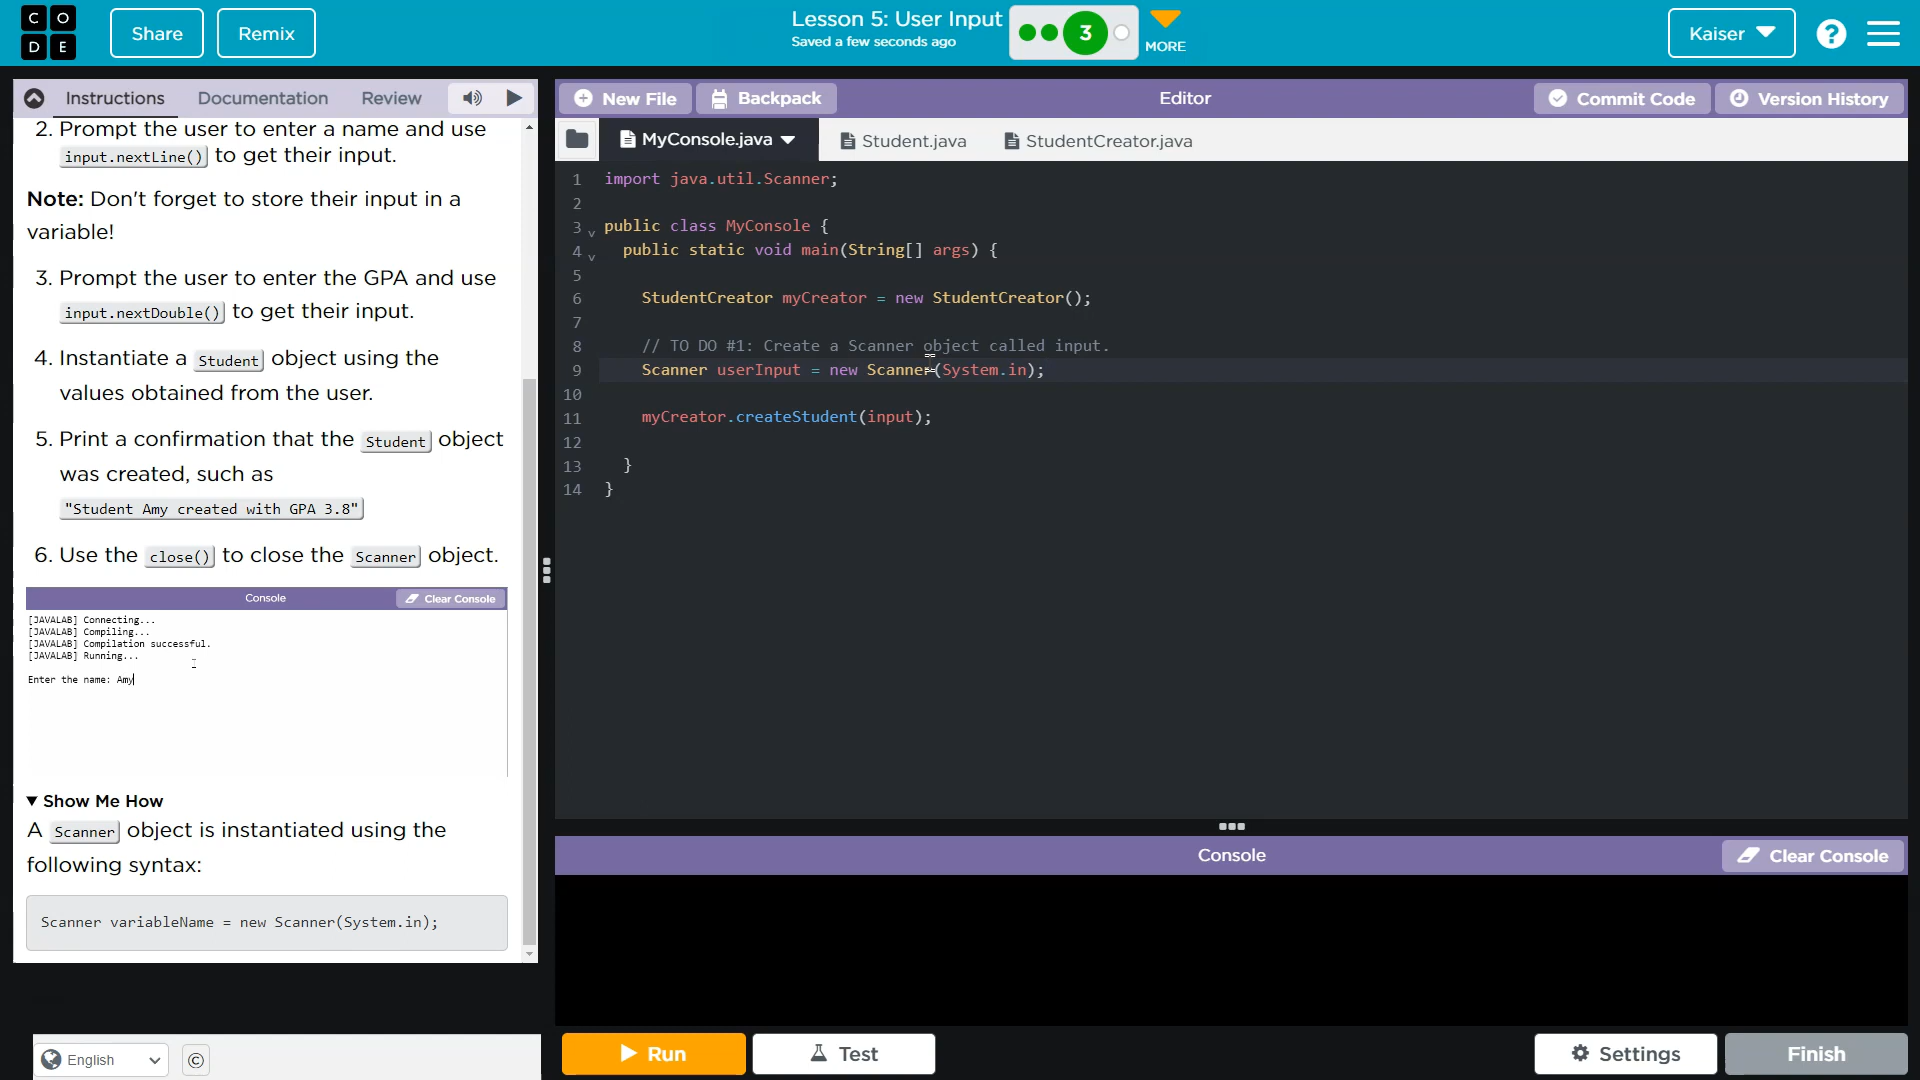 C O
D E
Share
Remix
Lesson 5: User Input
Saved a few seconds ago
3
MORE
Kaiser
?
Instructions
Documentation
Review
New File
Backpack
Editor
Commit Code
Version History
2. Prompt the user to enter a name and use
input.nextLine() to get their input.
Note: Don't forget to store their input in a
variable!
3. Prompt the user to enter the GPA and use
input.nextDouble() to get their input.
4. Instantiate a Student object using the
values obtained from the user.
5. Print a confirmation that the Student object
was created, such as
"Student Amy created with GPA 3.8"
6. Use the close() to close the Scanner object.
Console
Clear Console
[JAVALAB] Connecting...
[JAVALAB] Compiling...
[JAVALAB] Compilation successful.
[JAVALAB] Running...
Enter the name: Amy
Show Me How
A Scanner object is instantiated using the
following syntax:
Scanner variableName = new Scanner(System.in);
English
©
MyConsole.java
Student.java
StudentCreator.java
1 import java.util.Scanner;
2
3 public class MyConsole {
4 public static void main(String[] args) {
5
6 StudentCreator myCreator = new StudentCreator();
7
8 // TO DO #1: Create a Scanner object called input.
9 Scanner userInput = new Scanner(System.in);
10
11 myCreator.createStudent(input);
12
13 }
14 }
Console
Clear Console
Run
Test
Settings
Finish